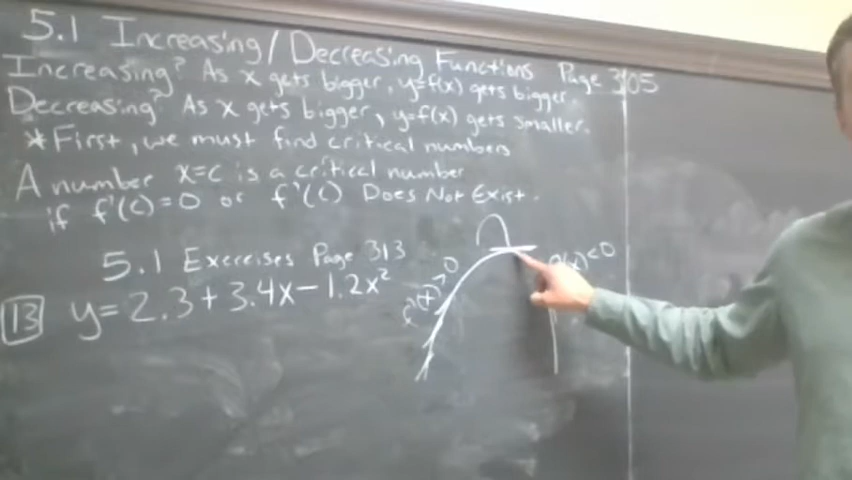 5.1 Increasing/Decreasing Functions Page 305
Increasing? As x gets bigger, y=f(x) gets bigger
Decreasing? As x gets bigger, y=f(x) gets smaller.
*First, we must find critical numbers
A number x=c is a critical number
if f'(c)=0 or f'(c) Does Not Exist.
5.1 Exercises Page 313
13 y=2.3+3.4x-1.2x²
f'(x)>0
(x)<0